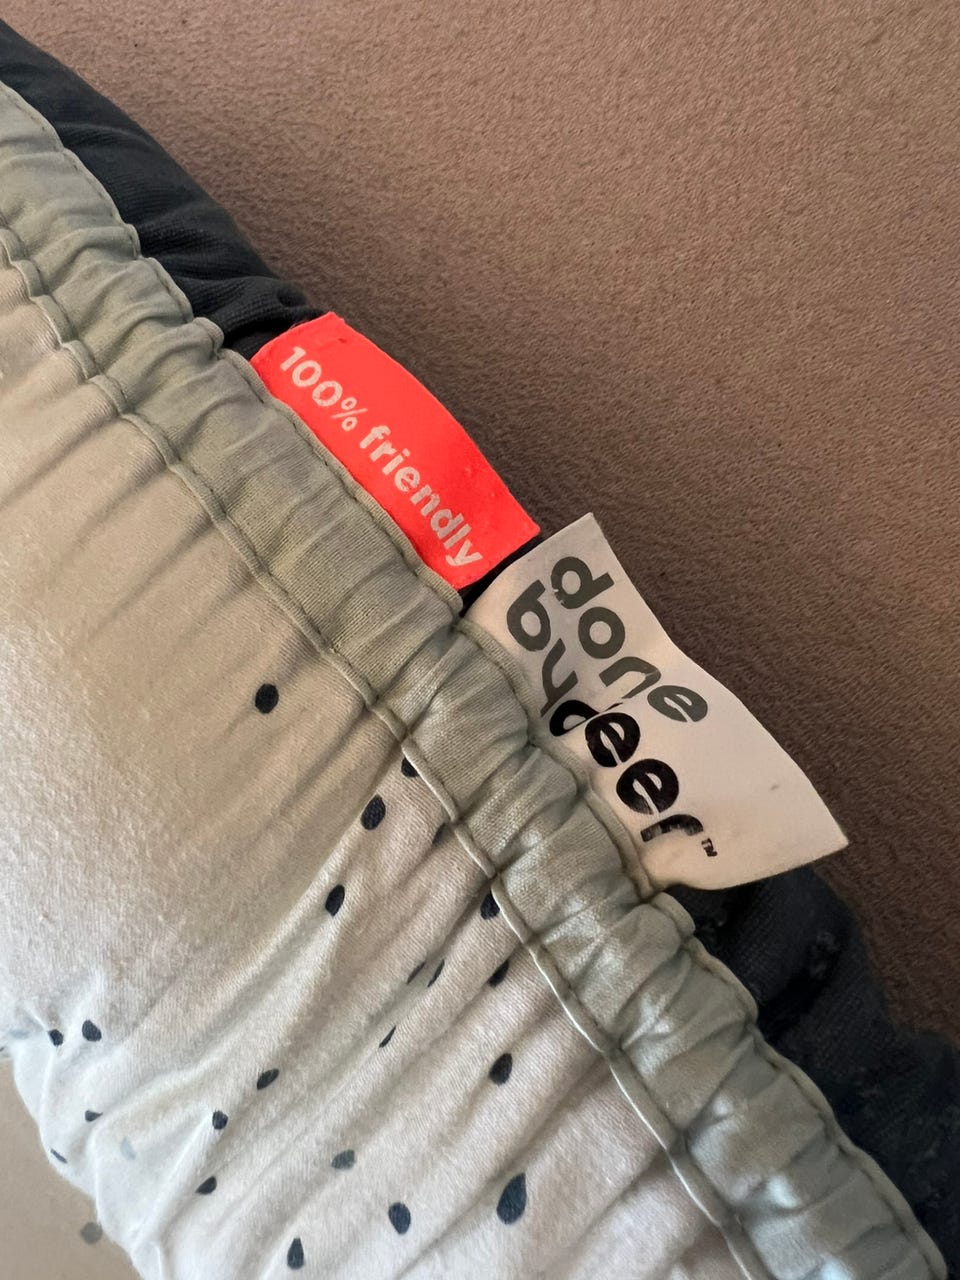 100% friendly
done
by deer™